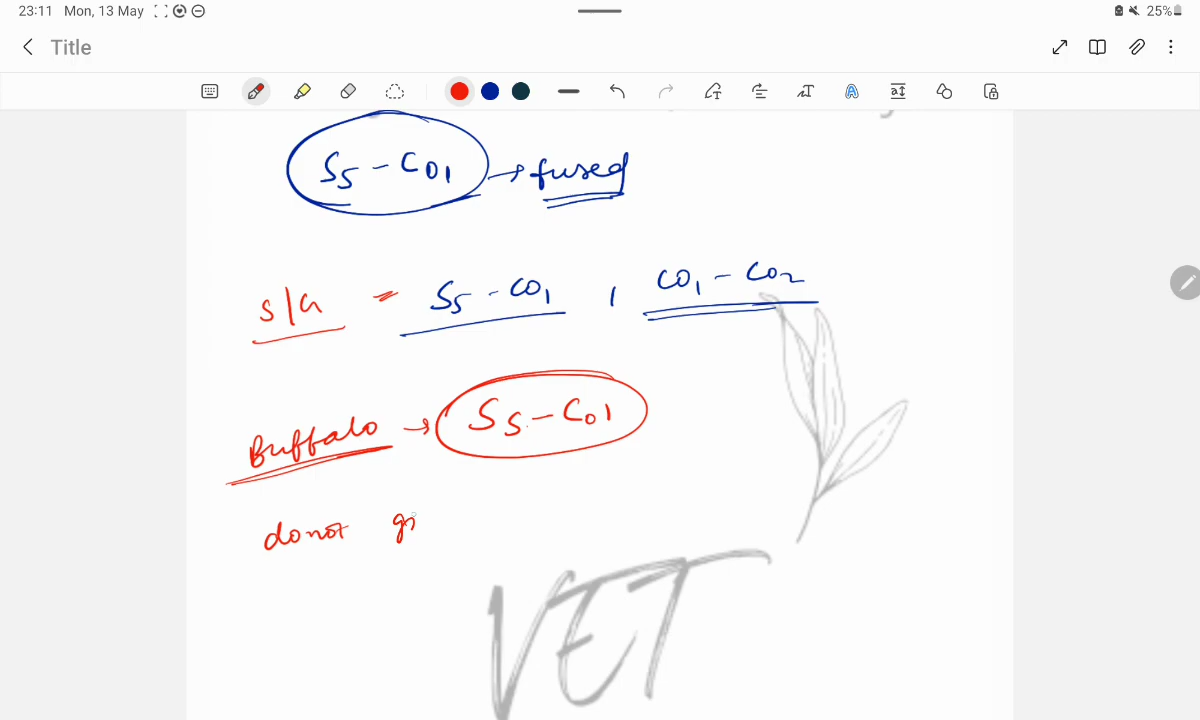 23:11 Mon, 13 May 25%
Title
S5 - CO1 → fused
S/G = S5 - CO1 , CO1 - CO2
Buffalo → S5 - CO1
donot gi
VET